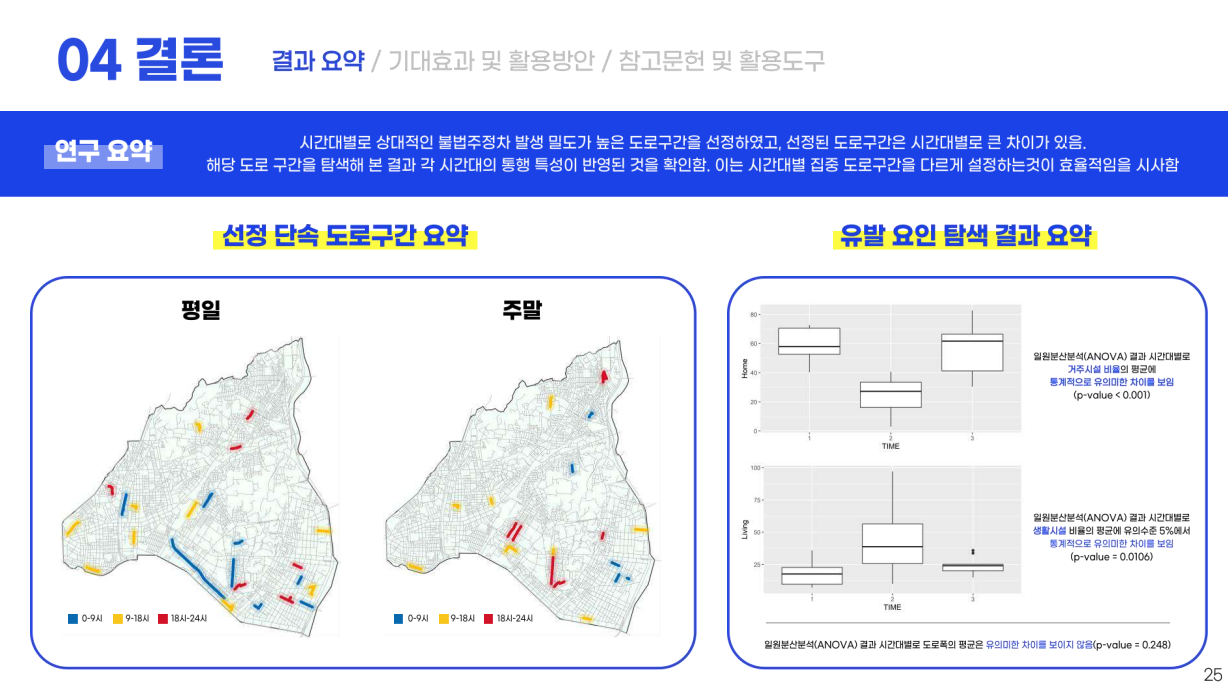 04 결론
결과 요약 / 기대효과 및 활용방안 / 참고문헌 및 활용도구
연구 요약
시간대별로 상대적인 불법주정차 발생 밀도가 높은 도로구간을 선정하였고, 선정된 도로구간은 시간대별로 큰 차이가 있음.
해당 도로 구간을 탐색해 본 결과 각 시간대의 통행 특성이 반영된 것을 확인함. 이는 시간대별 집중 도로구간을 다르게 설정하는것이 효율적임을 시사함
선정 단속 도로구간 요약
평일
주말
0-9시 9-18시 18시-24시
0-9시 9-18시 18시-24시
유발 요인 탐색 결과 요약
80
60
40
20
0
Home
1 2 3
TIME
일원분산분석(ANOVA) 결과 시간대별로
거주시설 비율의 평균에
통계적으로 유의미한 차이를 보임
(p-value < 0.001)
100
75
50
25
Living
1 2 3
TIME
일원분산분석(ANOVA) 결과 시간대별로
생활시설 비율의 평균에 유의수준 5%에서
통계적으로 유의미한 차이를 보임
(p-value = 0.0106)
일원분산분석(ANOVA) 결과 시간대별로 도로폭의 평균은 유의미한 차이를 보이지 않음(p-value = 0.248)
25